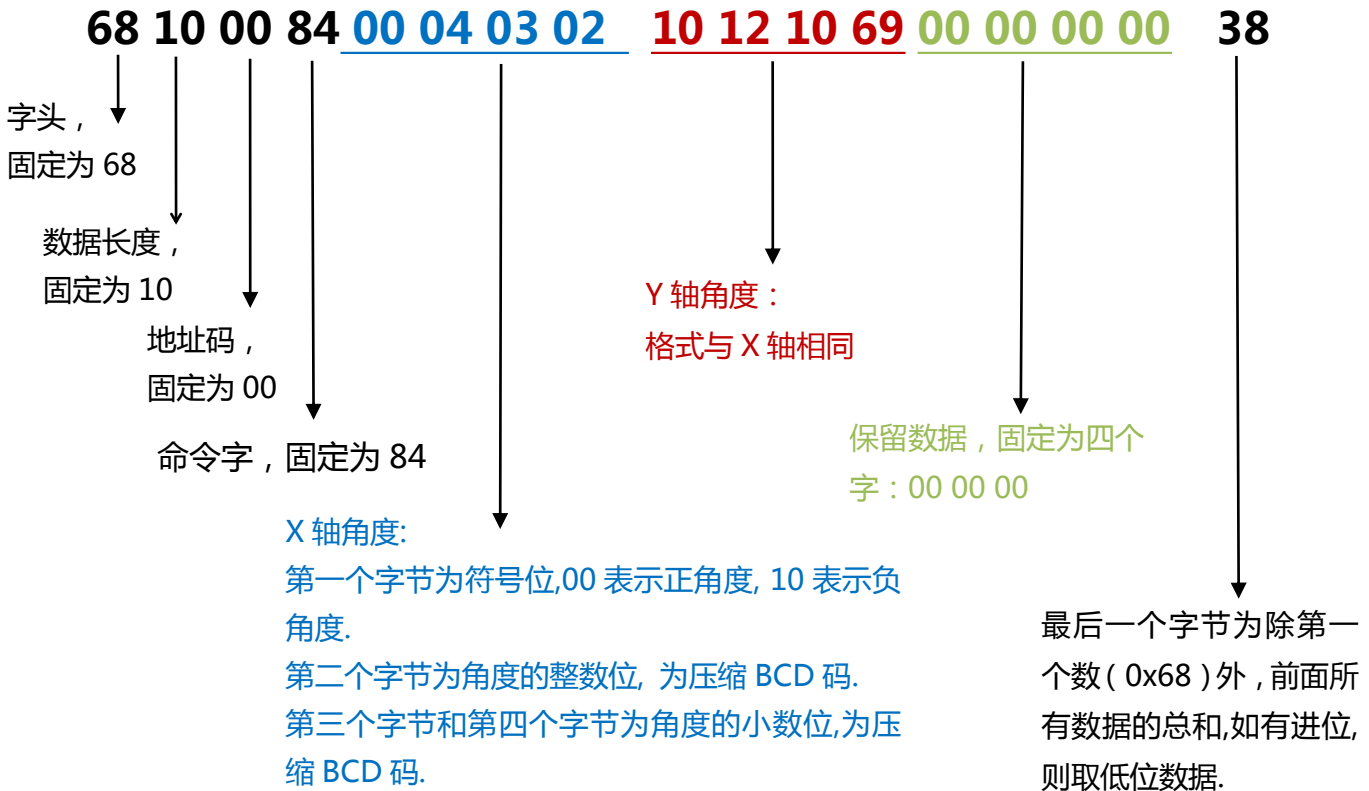 68 10 00 84 00 04 03 02 10 12 10 69 00 00 00 00 38
字头，
固定为 68
数据长度，
固定为 10
地址码，
固定为 00
命令字，固定为 84
X 轴角度:
第一个字节为符号位,00 表示正角度, 10 表示负
角度.
第二个字节为角度的整数位, 为压缩 BCD 码.
第三个字节和第四个字节为角度的小数位,为压
缩 BCD 码.
Y 轴角度：
格式与 X 轴相同
保留数据，固定为四个
字：00 00 00
最后一个字节为除第一
个数（0x68）外，前面所
有数据的总和,如有进位,
则取低位数据.